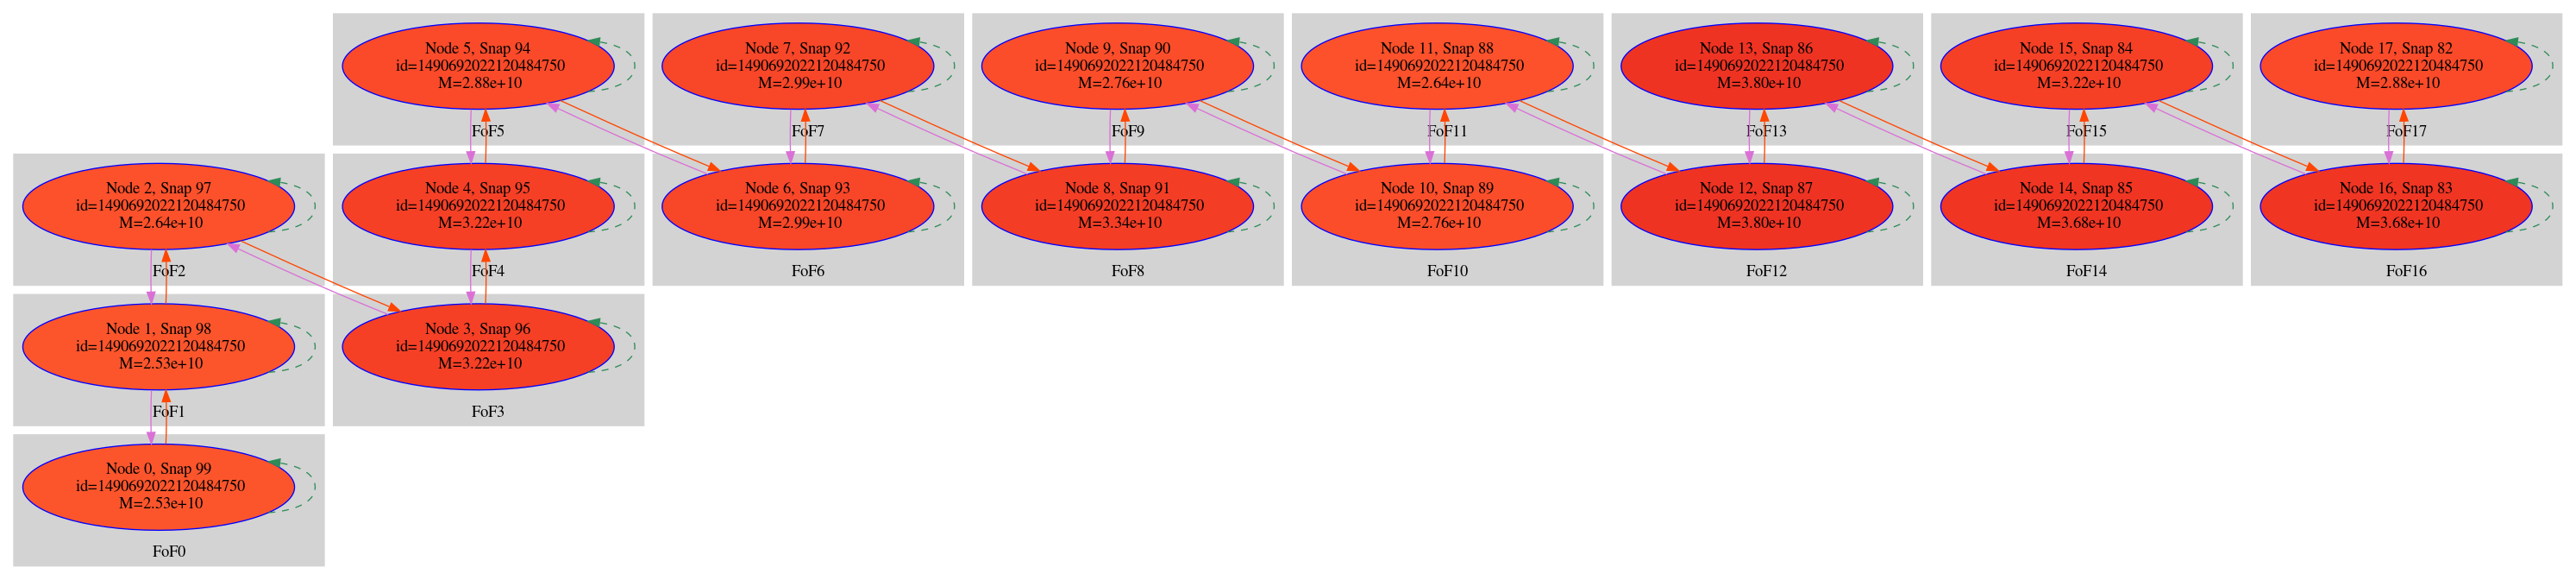 Node 5, Snap 94
id=1490692022120484750
M=2.88e+10
FoF5
Node 7, Snap 92
id=1490692022120484750
M=2.99e+10
FoF7
Node 9, Snap 90
id=1490692022120484750
M=2.76e+10
FoF9
Node 11, Snap 88
id=1490692022120484750
M=2.64e+10
FoF11
Node 13, Snap 86
id=1490692022120484750
M=3.80e+10
FoF13
Node 15, Snap 84
id=1490692022120484750
M=3.22e+10
FoF15
Node 17, Snap 82
id=1490692022120484750
M=2.88e+10
FoF17
Node 2, Snap 97
id=1490692022120484750
M=2.64e+10
FoF2
Node 4, Snap 95
id=1490692022120484750
M=3.22e+10
FoF4
Node 6, Snap 93
id=1490692022120484750
M=2.99e+10
FoF6
Node 8, Snap 91
id=1490692022120484750
M=3.34e+10
FoF8
Node 10, Snap 89
id=1490692022120484750
M=2.76e+10
FoF10
Node 12, Snap 87
id=1490692022120484750
M=3.80e+10
FoF12
Node 14, Snap 85
id=1490692022120484750
M=3.68e+10
FoF14
Node 16, Snap 83
id=1490692022120484750
M=3.68e+10
FoF16
Node 1, Snap 98
id=1490692022120484750
M=2.53e+10
FoF1
Node 3, Snap 96
id=1490692022120484750
M=3.22e+10
FoF3
Node 0, Snap 99
id=1490692022120484750
M=2.53e+10
FoF0